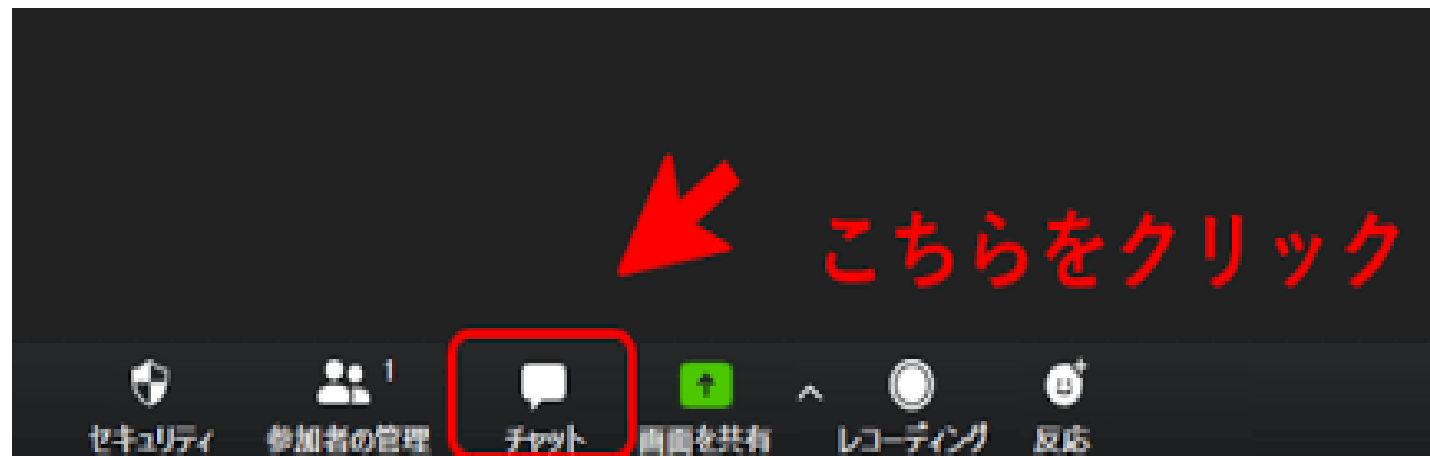 こちらをクリック
1
セキュリティ 参加者の管理 チャット 画面を共有 レコーディング 反応